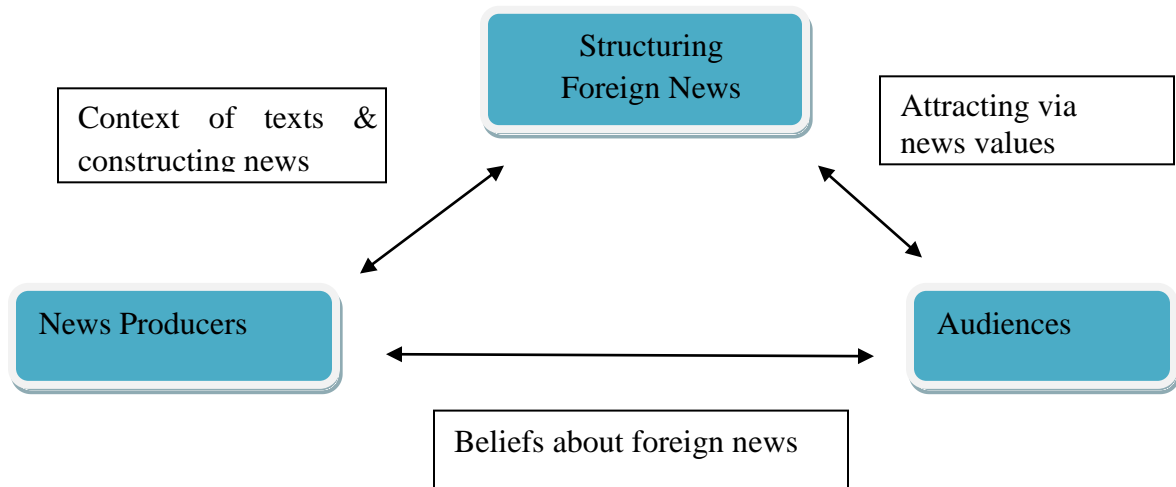 Structuring
Foreign News
Context of texts &
constructing news
Attracting via
news values
News Producers
Audiences
Beliefs about foreign news